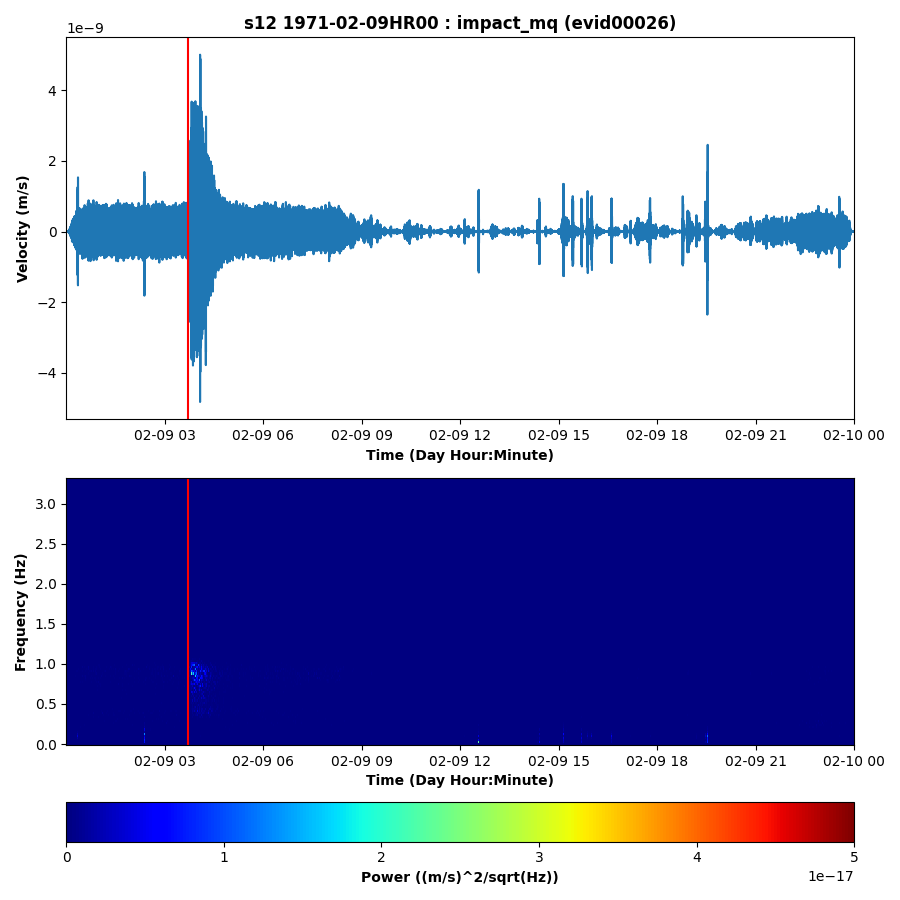 s12 1971-02-09HR00 : impact_mq (evid00026)
1e−9
4
2
0
−2
−4
Velocity (m/s)
02-09 03 02-09 06 02-09 09 02-09 12 02-09 15 02-09 18 02-09 21 02-10 00
Time (Day Hour:Minute)
3.0
2.5
2.0
1.5
1.0
0.5
0.0
Frequency (Hz)
02-09 03 02-09 06 02-09 09 02-09 12 02-09 15 02-09 18 02-09 21 02-10 00
Time (Day Hour:Minute)
0 1 2 3 4 5
Power ((m/s)^2/sqrt(Hz))
1e−17